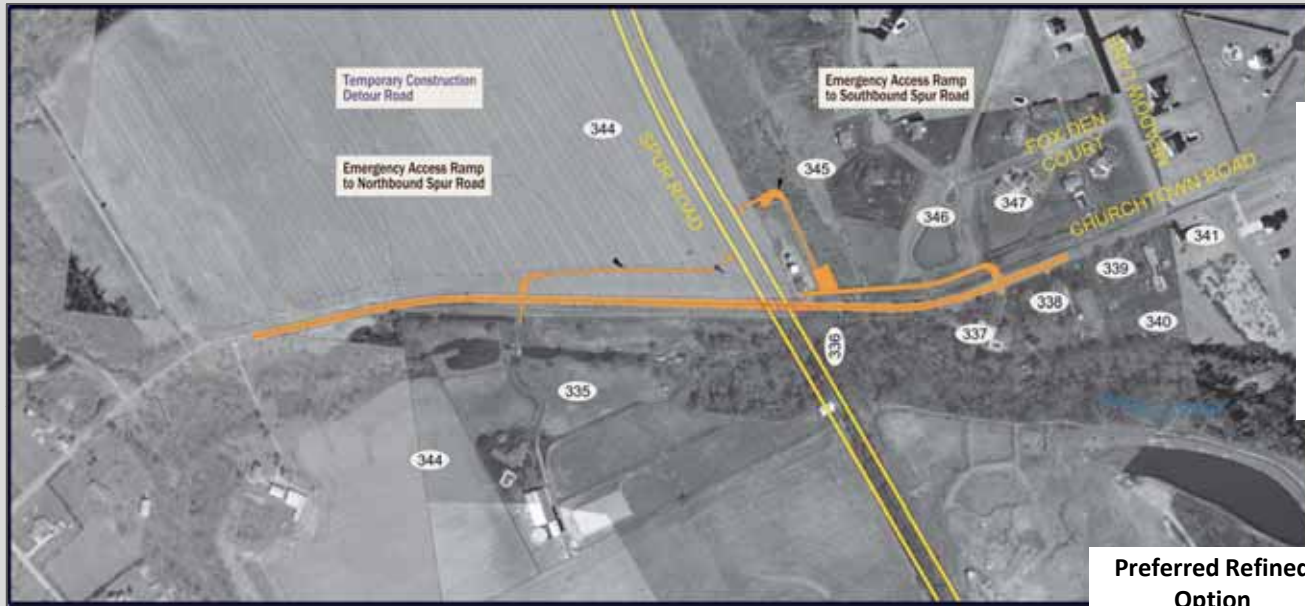 Temporary Construction
Detour Road
Emergency Access Ramp
to Southbound Spur Road
344
Emergency Access Ramp
to Northbound Spur Road
SPUR ROAD
345
FOX DEN
COURT
346
347
CHURCHTOWN ROAD
341
339
338
340
337
336
335
344
Preferred Refined
Option